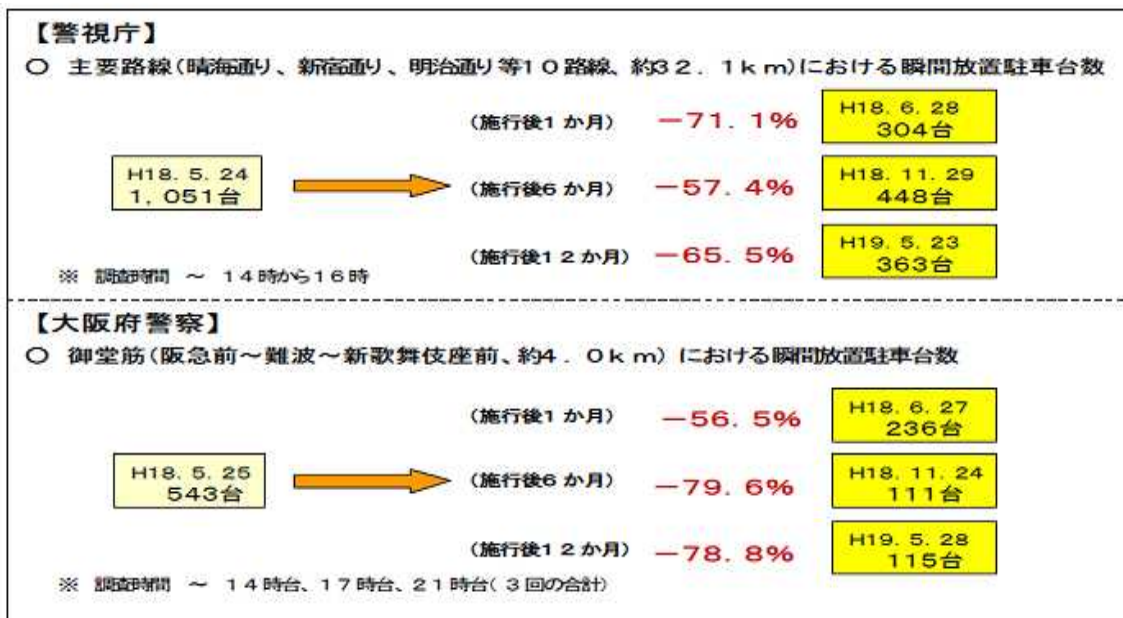 【警視庁】
○ 主要路線(晴海通り、新宿通り、明治通り等10路線、約32．1km)における瞬間放置駐車台数
(施行後1か月) －71．1% H18．6．28
304台
H18．5．24
1，051台
(施行後6か月) －57．4% H18．11．29
448台
(施行後12か月) －65．5% H19．5．23
363台
※ 調査時間 ～ 14時から16時
【大阪府警察】
○ 御堂筋(阪急前～難波～新歌舞伎座前、約4．0km)における瞬間放置駐車台数
(施行後1か月) －56．5% H18．6．27
236台
H18．5．25
543台
(施行後6か月) －79．6% H18．11．24
111台
(施行後12か月) －78．8% H19．5．28
115台
※ 調査時間 ～ 14時台、17時台、21時台(3回の合計)